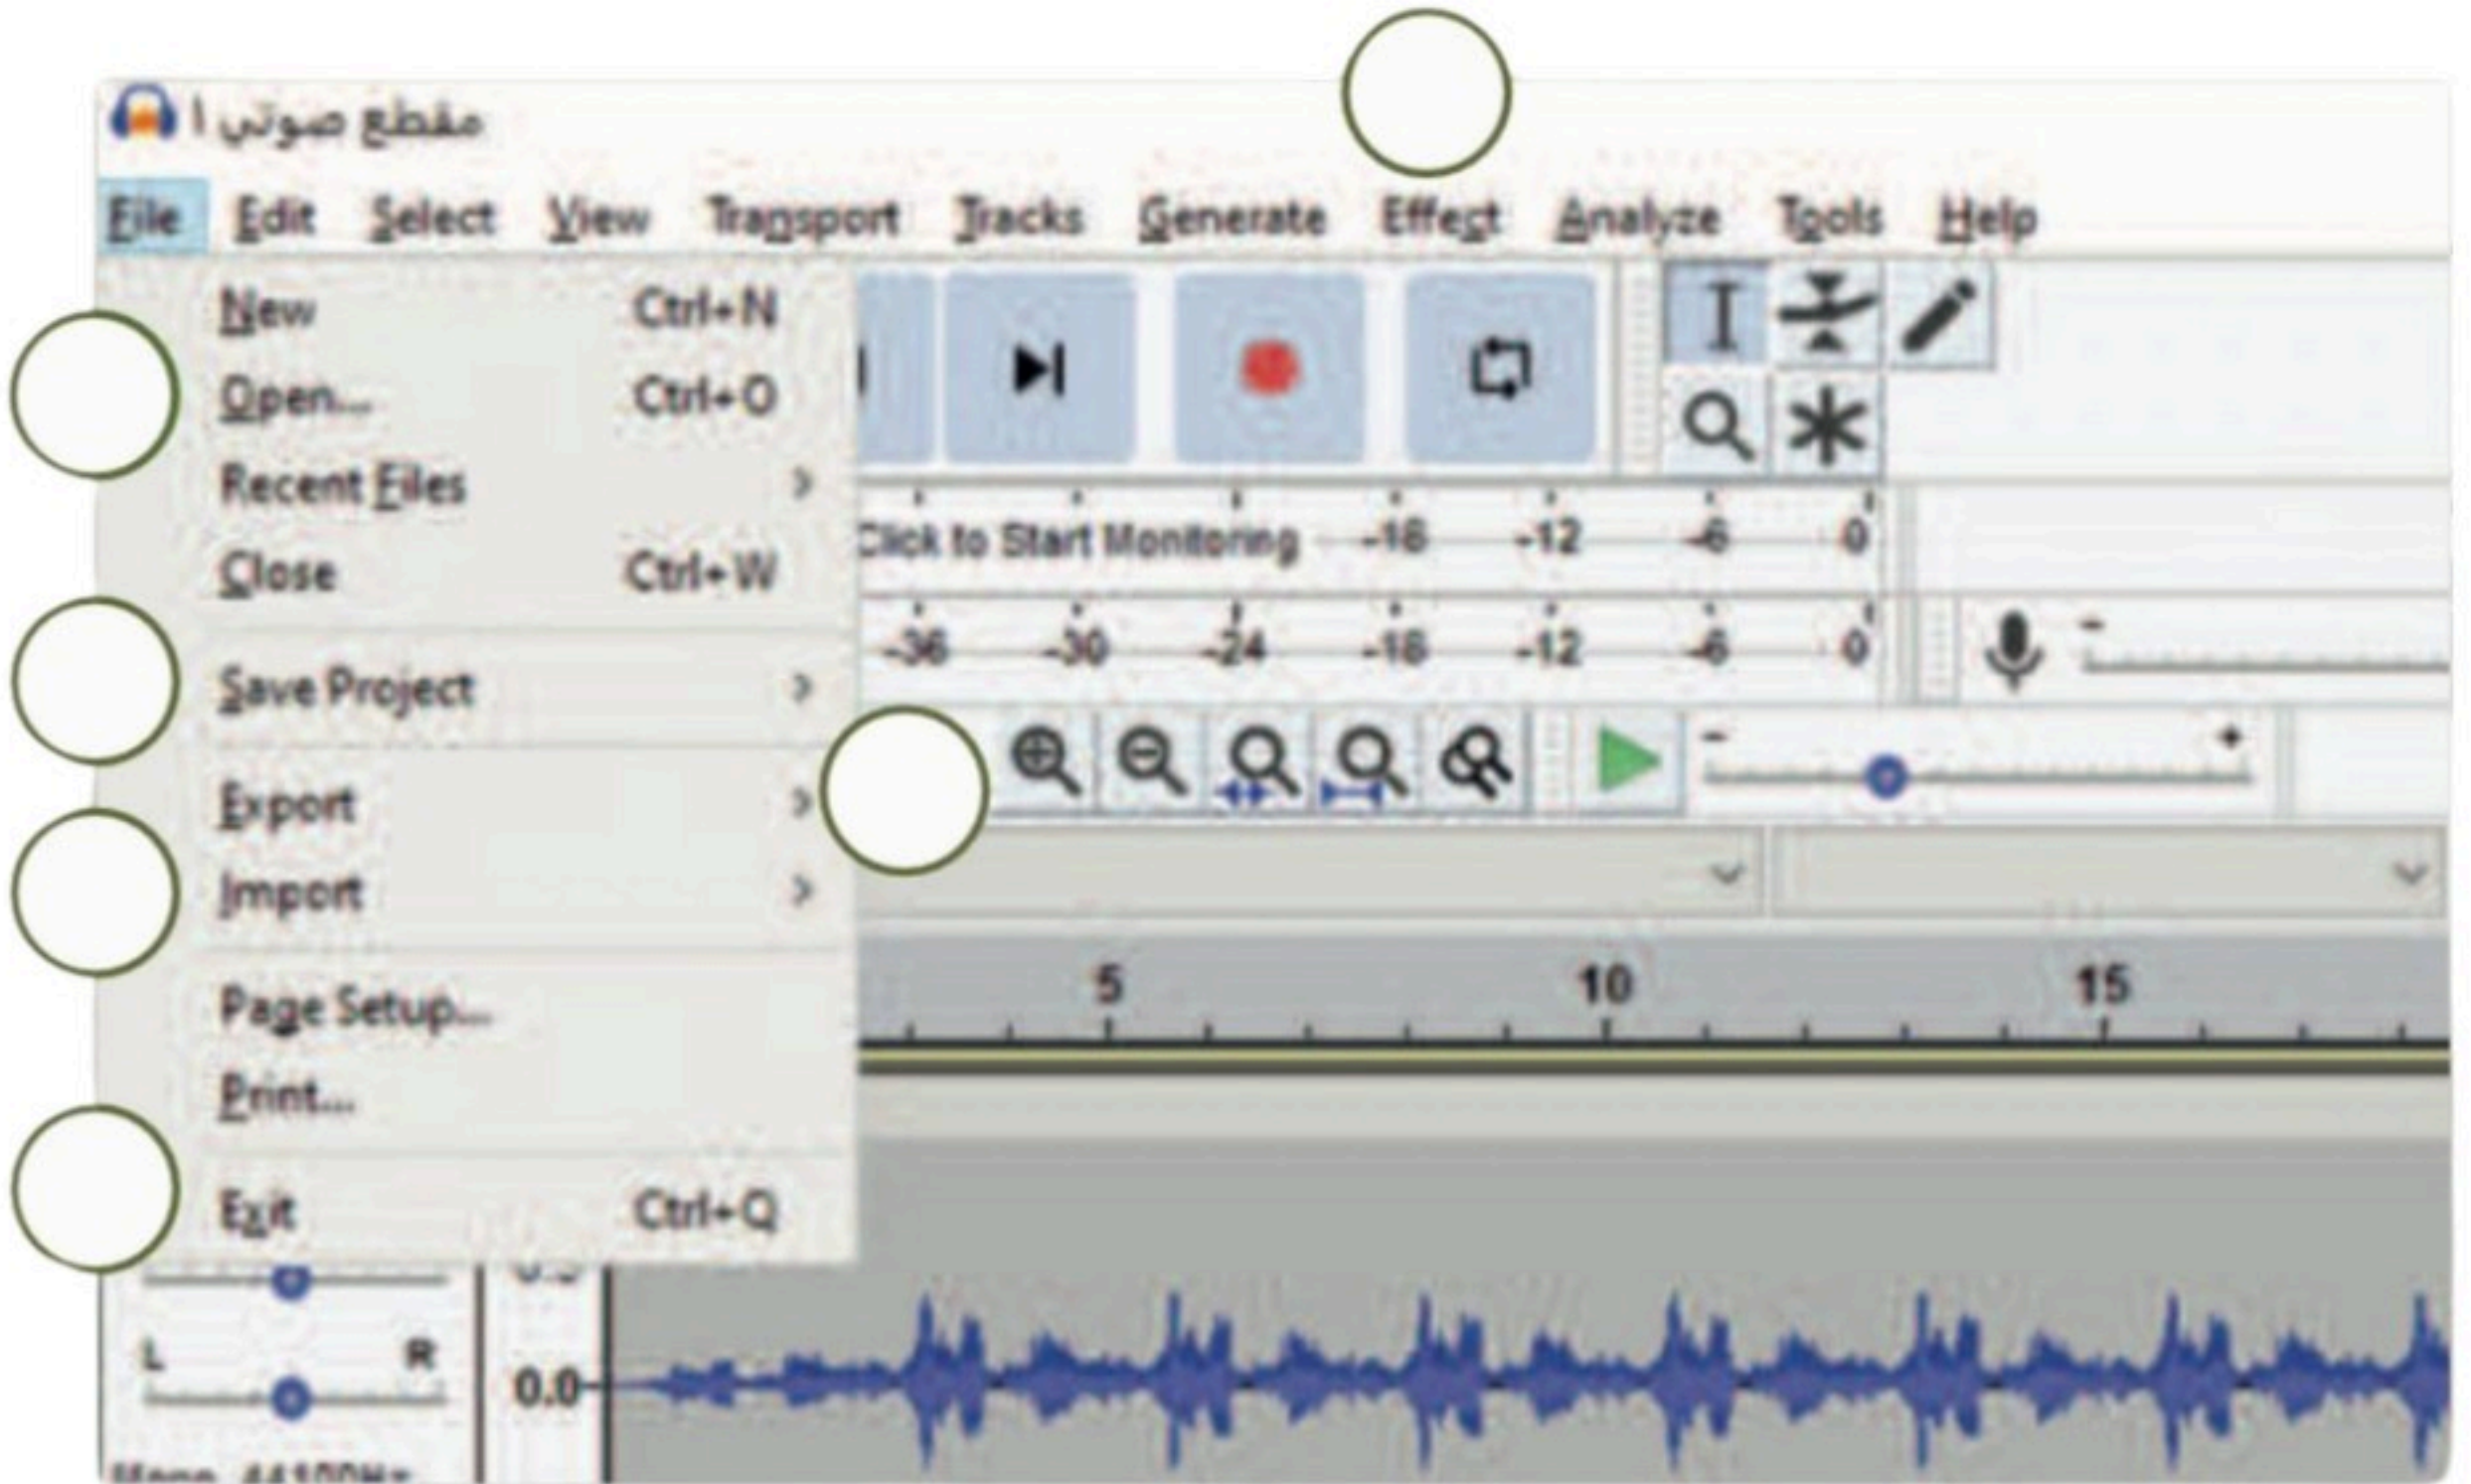 مقطع صوتي ا
File Edit Select View Transport Tracks Generate Effect Analyze Tools Help
New Ctrl+N
Open... Ctrl+O
Recent Files >
Close Ctrl+W
Save Project >
Export >
Import >
Page Setup...
Print...
Exit Ctrl+Q
Click to Start Monitoring -18 -12 -6 0
-36 -30 -24 -18 -12 -6 0
- 
- +
5 10 15
L R
0.0
Mono, 44100Hz